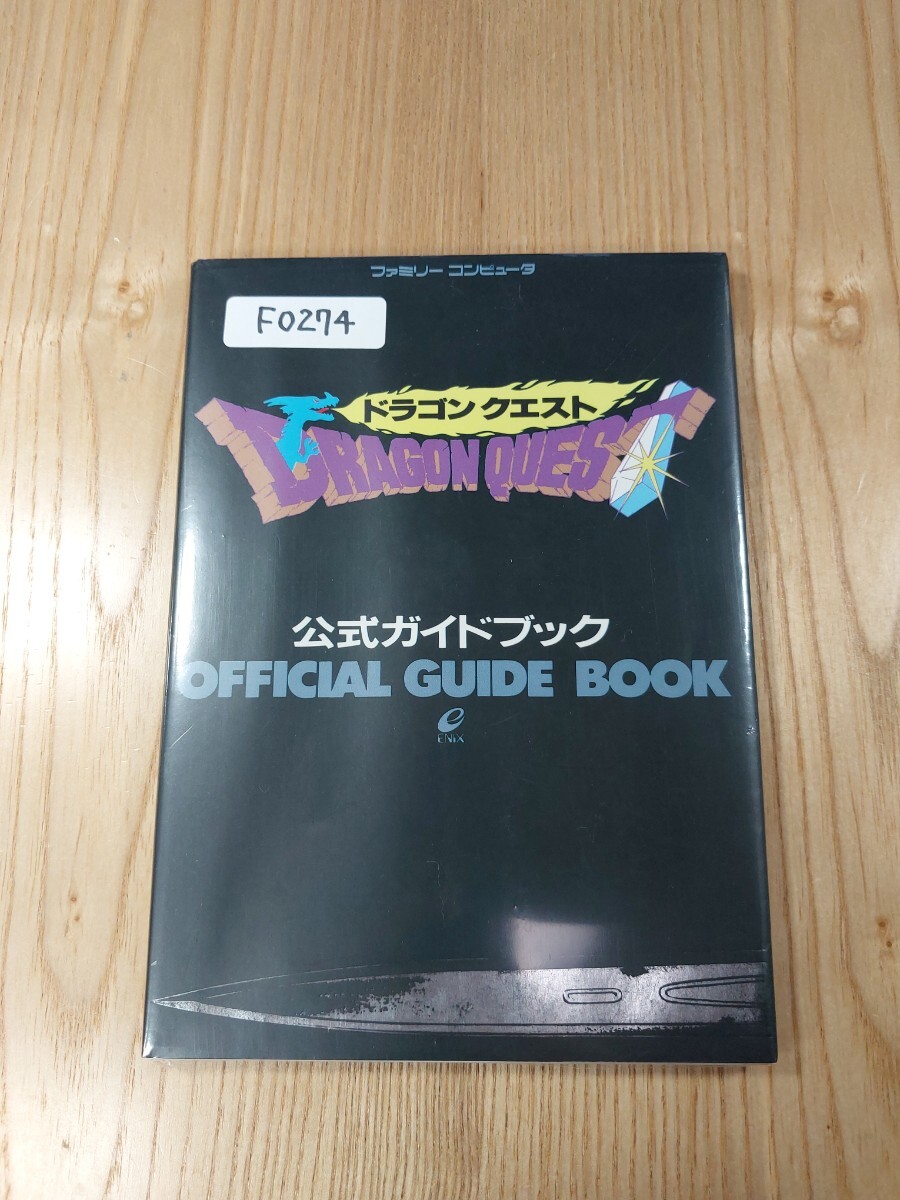 ファミリー コンピュータ
F0274
ドラゴン クエスト
DRAGON QUEST
公式ガイドブック
OFFICIAL GUIDE BOOK
e
ENIX